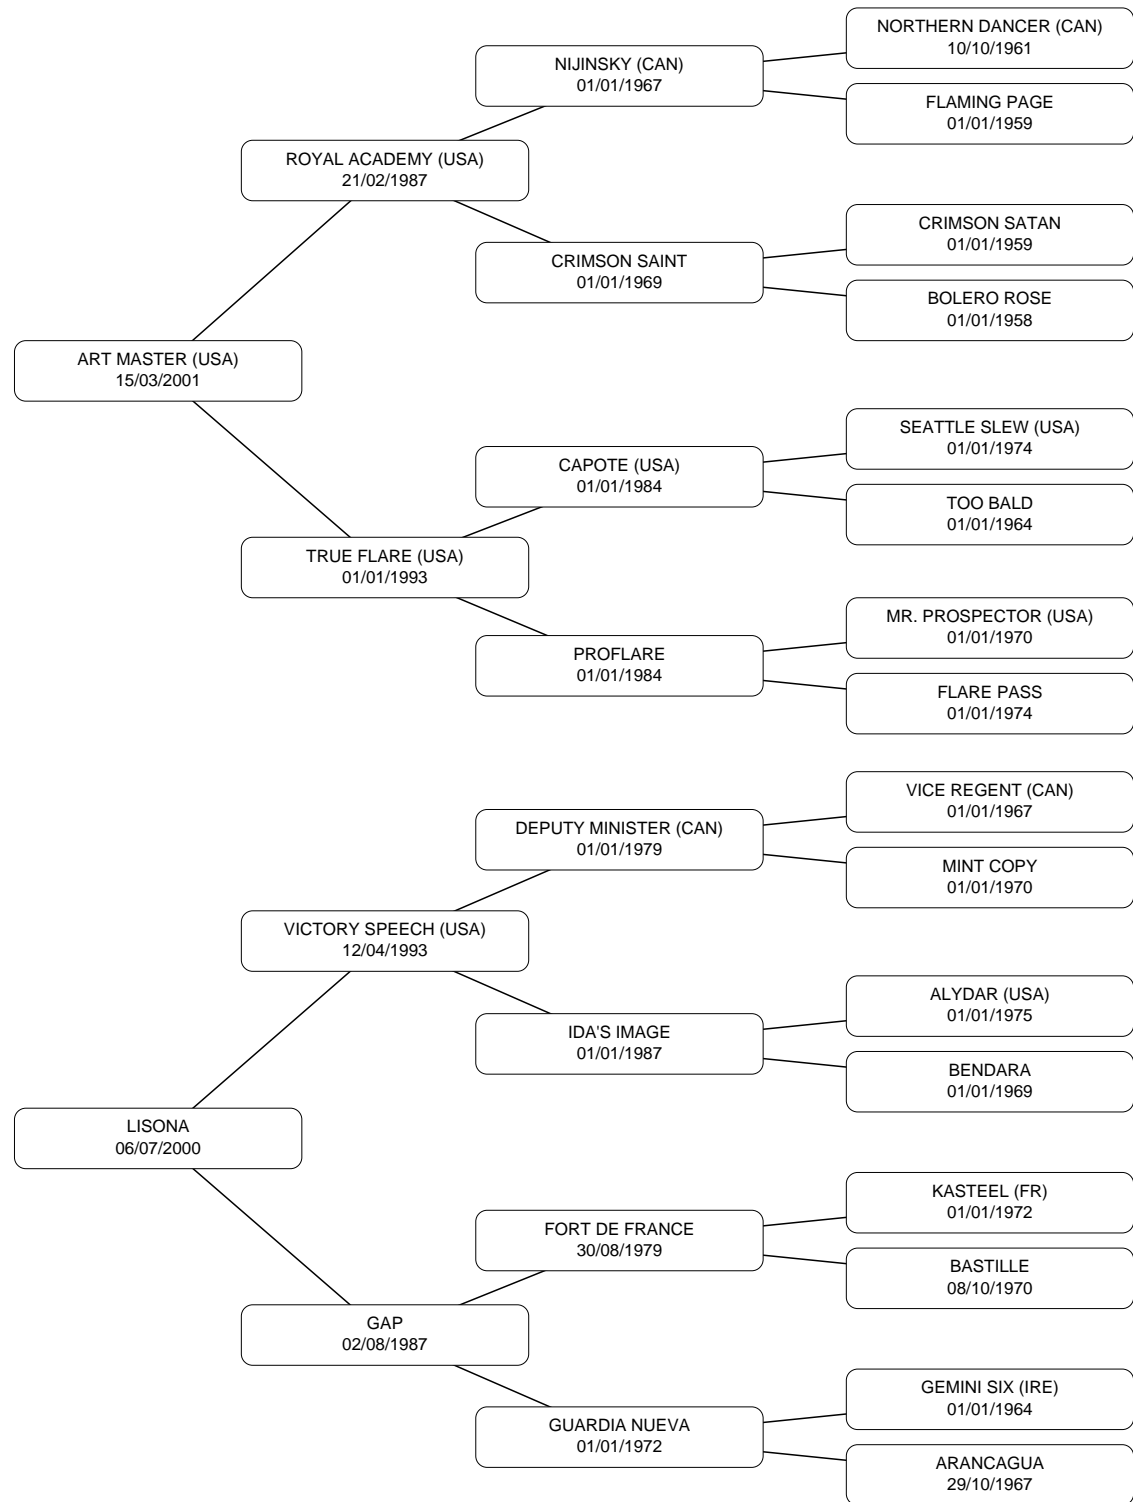 NORTHERN DANCER (CAN)
10/10/1961
NIJINSKY (CAN)
01/01/1967
FLAMING PAGE
01/01/1959
ROYAL ACADEMY (USA)
21/02/1987
CRIMSON SATAN
01/01/1959
CRIMSON SAINT
01/01/1969
BOLERO ROSE
01/01/1958
ART MASTER (USA)
15/03/2001
SEATTLE SLEW (USA)
01/01/1974
CAPOTE (USA)
01/01/1984
TOO BALD
01/01/1964
TRUE FLARE (USA)
01/01/1993
MR. PROSPECTOR (USA)
01/01/1970
PROFLARE
01/01/1984
FLARE PASS
01/01/1974
VICE REGENT (CAN)
01/01/1967
DEPUTY MINISTER (CAN)
01/01/1979
MINT COPY
01/01/1970
VICTORY SPEECH (USA)
12/04/1993
ALYDAR (USA)
01/01/1975
IDA'S IMAGE
01/01/1987
BENDARA
01/01/1969
LISONA
06/07/2000
KASTEEL (FR)
01/01/1972
FORT DE FRANCE
30/08/1979
BASTILLE
08/10/1970
GAP
02/08/1987
GEMINI SIX (IRE)
01/01/1964
GUARDIA NUEVA
01/01/1972
ARANCAGUA
29/10/1967